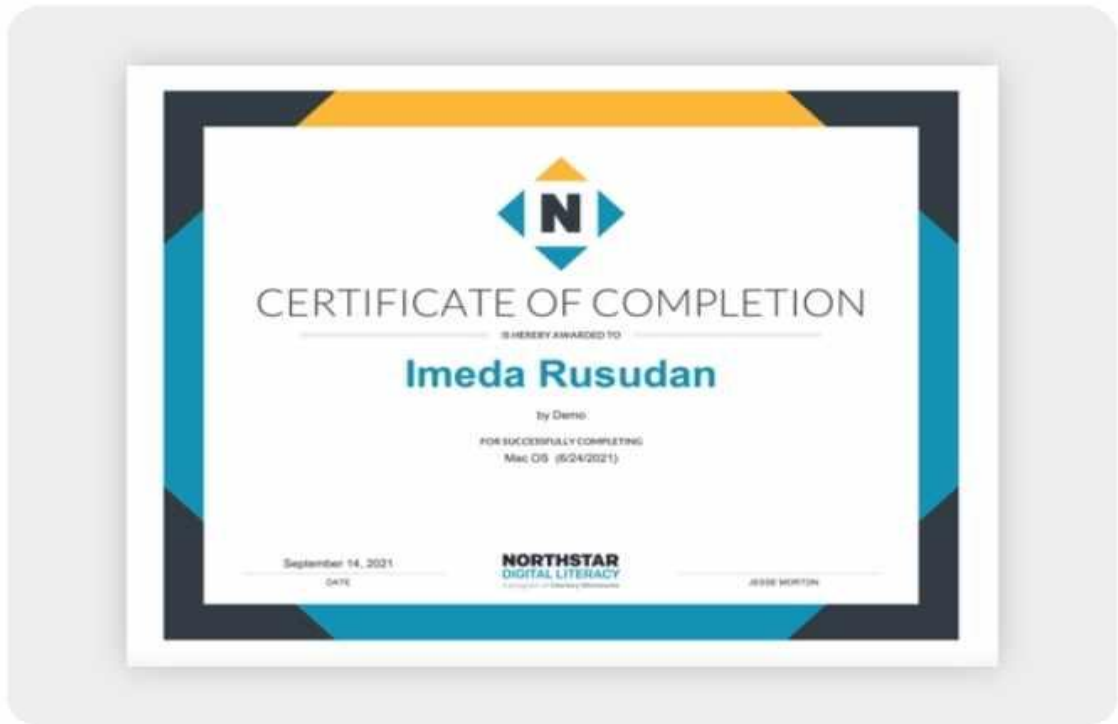 N
CERTIFICATE OF COMPLETION
IS HEREBY AWARDED TO
Imeda Rusudan
by Demo
FOR SUCCESSFULLY COMPLETING
Mac OS (6/24/2021)
September 14, 2021
DATE
NORTHSTAR
DIGITAL LITERACY
JESSE MORTON